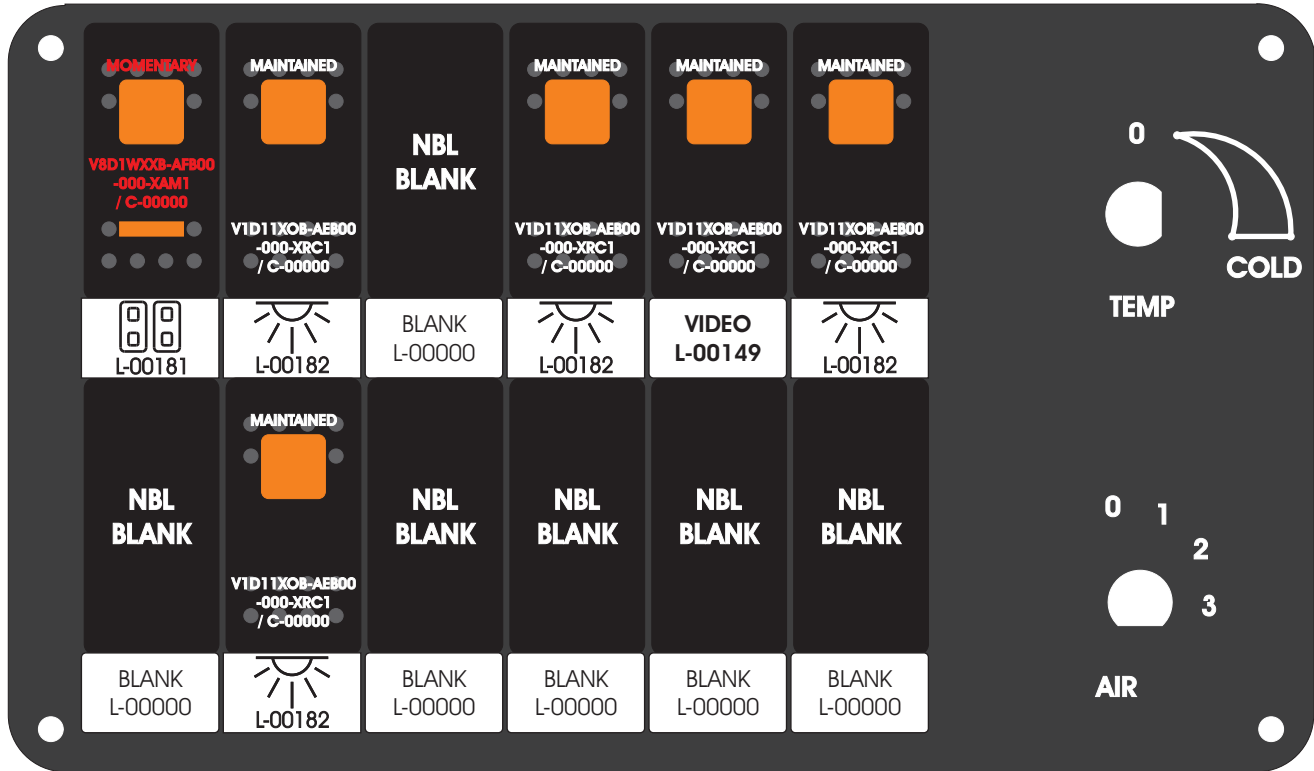 MOMENTARY
V8D1WXXB-AFB00
-000-XAM1
/ C-00000
L-00181
MAINTAINED
V1D11XOB-AEB00
-000-XRC1
/ C-00000
L-00182
NBL
BLANK
BLANK
L-00000
MAINTAINED
V1D11XOB-AEB00
-000-XRC1
/ C-00000
L-00182
MAINTAINED
V1D11XOB-AEB00
-000-XRC1
/ C-00000
VIDEO
L-00149
MAINTAINED
V1D11XOB-AEB00
-000-XRC1
/ C-00000
L-00182
0
COLD
TEMP
NBL
BLANK
BLANK
L-00000
MAINTAINED
V1D11XOB-AEB00
-000-XRC1
/ C-00000
L-00182
NBL
BLANK
BLANK
L-00000
NBL
BLANK
BLANK
L-00000
NBL
BLANK
BLANK
L-00000
NBL
BLANK
BLANK
L-00000
0
1
2
3
AIR